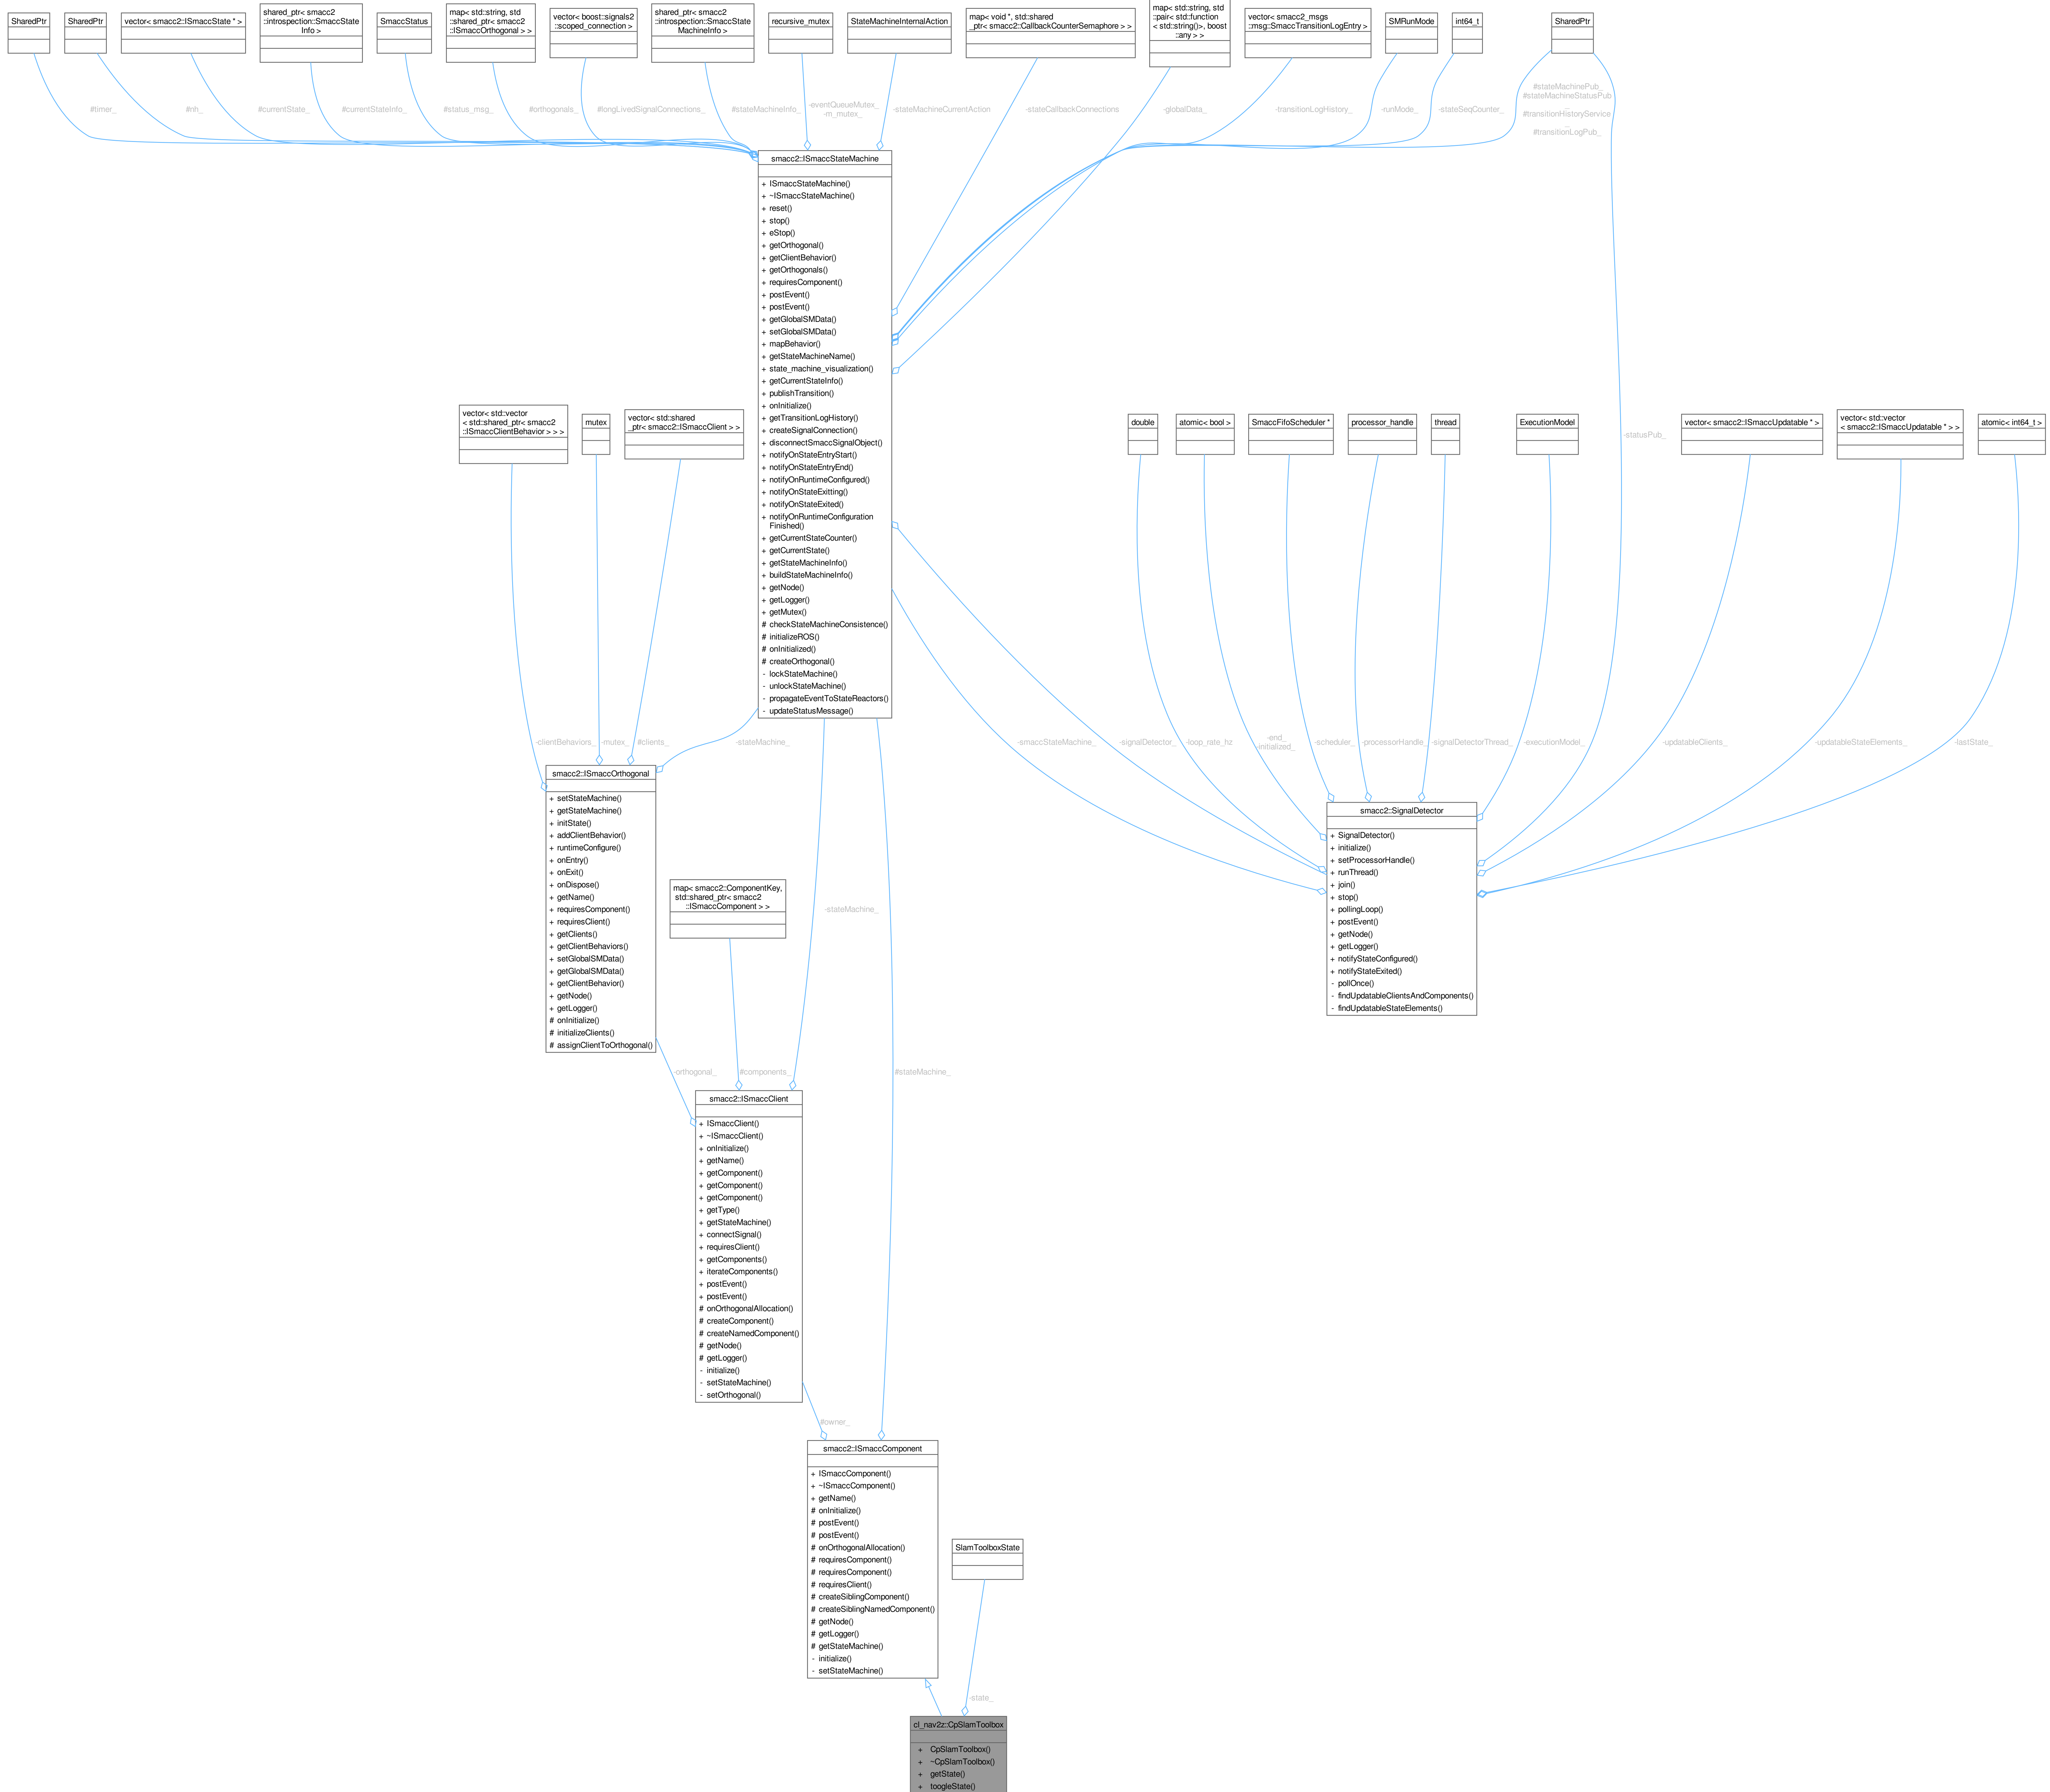 SharedPtr
SharedPtr
vector< smacc2::ISmaccState * >
shared_ptr< smacc2
::introspection::SmaccState
Info >
SmaccStatus
map< std::string, std
::shared_ptr< smacc2
::ISmaccOrthogonal > >
vector< boost::signals2
::scoped_connection >
shared_ptr< smacc2
::introspection::SmaccState
MachineInfo >
recursive_mutex
StateMachineInternalAction
map< void *, std::shared
_ptr< smacc2::CallbackCounterSemaphore > >
map< std::string, std
::pair< std::function
< std::string()>, boost
::any > >
vector< smacc2_msgs
::msg::SmaccTransitionLogEntry >
SMRunMode
int64_t
SharedPtr
#timer_
#nh_
#currentState_
#currentStateInfo_
#status_msg_
#orthogonals_
#longLivedSignalConnections_
#stateMachineInfo_
-eventQueueMutex_
-m_mutex_
-stateMachineCurrentAction
-stateCallbackConnections
-globalData_
-transitionLogHistory_
-runMode_
-stateSeqCounter_
#stateMachinePub_
#stateMachineStatusPub
_
#transitionHistoryService
_
#transitionLogPub_
smacc2::ISmaccStateMachine
+ ISmaccStateMachine()
+ ~ISmaccStateMachine()
+ reset()
+ stop()
+ eStop()
+ getOrthogonal()
+ getClientBehavior()
+ getOrthogonals()
+ requiresComponent()
+ postEvent()
+ postEvent()
+ getGlobalSMData()
+ setGlobalSMData()
+ mapBehavior()
+ getStateMachineName()
+ state_machine_visualization()
+ getCurrentStateInfo()
+ publishTransition()
+ onInitialize()
+ getTransitionLogHistory()
+ createSignalConnection()
+ disconnectSmaccSignalObject()
+ notifyOnStateEntryStart()
+ notifyOnStateEntryEnd()
+ notifyOnRuntimeConfigured()
+ notifyOnStateExitting()
+ notifyOnStateExited()
+ notifyOnRuntimeConfiguration
Finished()
+ getCurrentStateCounter()
+ getCurrentState()
+ getStateMachineInfo()
+ buildStateMachineInfo()
+ getNode()
+ getLogger()
+ getMutex()
# checkStateMachineConsistence()
# initializeROS()
# onInitialized()
# createOrthogonal()
- lockStateMachine()
- unlockStateMachine()
- propagateEventToStateReactors()
- updateStatusMessage()
vector< std::vector
< std::shared_ptr< smacc2
::ISmaccClientBehavior > > >
mutex
vector< std::shared
_ptr< smacc2::ISmaccClient > >
double
atomic< bool >
SmaccFifoScheduler *
processor_handle
thread
ExecutionModel
-statusPub_
vector< smacc2::ISmaccUpdatable * >
vector< std::vector
< smacc2::ISmaccUpdatable * > >
atomic< int64_t >
-clientBehaviors_
-mutex_
#clients_
-stateMachine_
-smaccStateMachine_
-signalDetector_
-loop_rate_hz
-end_
-initialized_
-scheduler_
-processorHandle_
-signalDetectorThread_
-executionModel_
-updatableClients_
-updatableStateElements_
-lastState_
smacc2::ISmaccOrthogonal
+ setStateMachine()
+ getStateMachine()
+ initState()
+ addClientBehavior()
+ runtimeConfigure()
+ onEntry()
+ onExit()
+ onDispose()
+ getName()
+ requiresComponent()
+ requiresClient()
+ getClients()
+ getClientBehaviors()
+ setGlobalSMData()
+ getGlobalSMData()
+ getClientBehavior()
+ getNode()
+ getLogger()
# onInitialize()
# initializeClients()
# assignClientToOrthogonal()
smacc2::SignalDetector
+ SignalDetector()
+ initialize()
+ setProcessorHandle()
+ runThread()
+ join()
+ stop()
+ pollingLoop()
+ postEvent()
+ getNode()
+ getLogger()
+ notifyStateConfigured()
+ notifyStateExited()
- pollOnce()
- findUpdatableClientsAndComponents()
- findUpdatableStateElements()
map< smacc2::ComponentKey,
std::shared_ptr< smacc2
::ISmaccComponent > >
-stateMachine_
-orthogonal_
#components_
#stateMachine_
smacc2::ISmaccClient
+ ISmaccClient()
+ ~ISmaccClient()
+ onInitialize()
+ getName()
+ getComponent()
+ getComponent()
+ getComponent()
+ getType()
+ getStateMachine()
+ connectSignal()
+ requiresClient()
+ getComponents()
+ iterateComponents()
+ postEvent()
+ postEvent()
# onOrthogonalAllocation()
# createComponent()
# createNamedComponent()
# getNode()
# getLogger()
- initialize()
- setStateMachine()
- setOrthogonal()
#owner_
smacc2::ISmaccComponent
+ ISmaccComponent()
+ ~ISmaccComponent()
+ getName()
# onInitialize()
# postEvent()
# postEvent()
# onOrthogonalAllocation()
# requiresComponent()
# requiresComponent()
# requiresClient()
# createSiblingComponent()
# createSiblingNamedComponent()
# getNode()
# getLogger()
# getStateMachine()
- initialize()
- setStateMachine()
SlamToolboxState
-state_
cl_nav2z::CpSlamToolbox
+ CpSlamToolbox()
+ ~CpSlamToolbox()
+ getState()
+ toogleState()